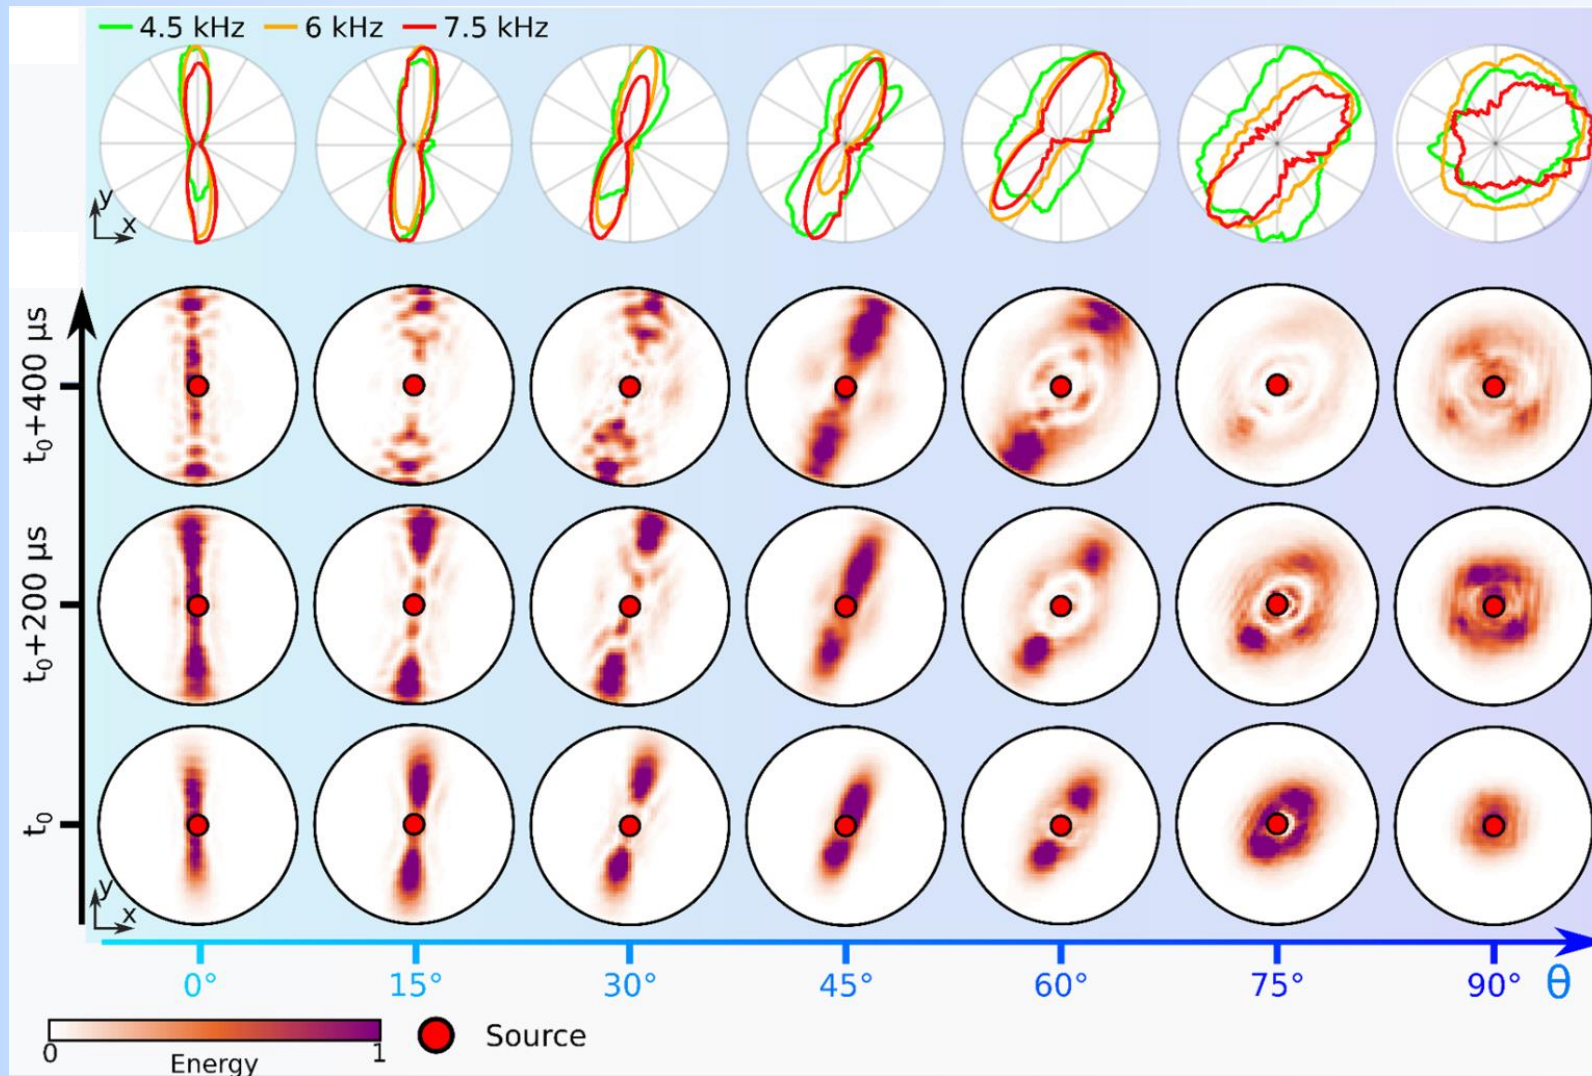 4.5 kHz 6 kHz 7.5 kHz
y
x
t₀+400 μs
t₀+200 μs
t₀
y
x
0° 15° 30° 45° 60° 75° 90° θ
0 1
Energy
Source